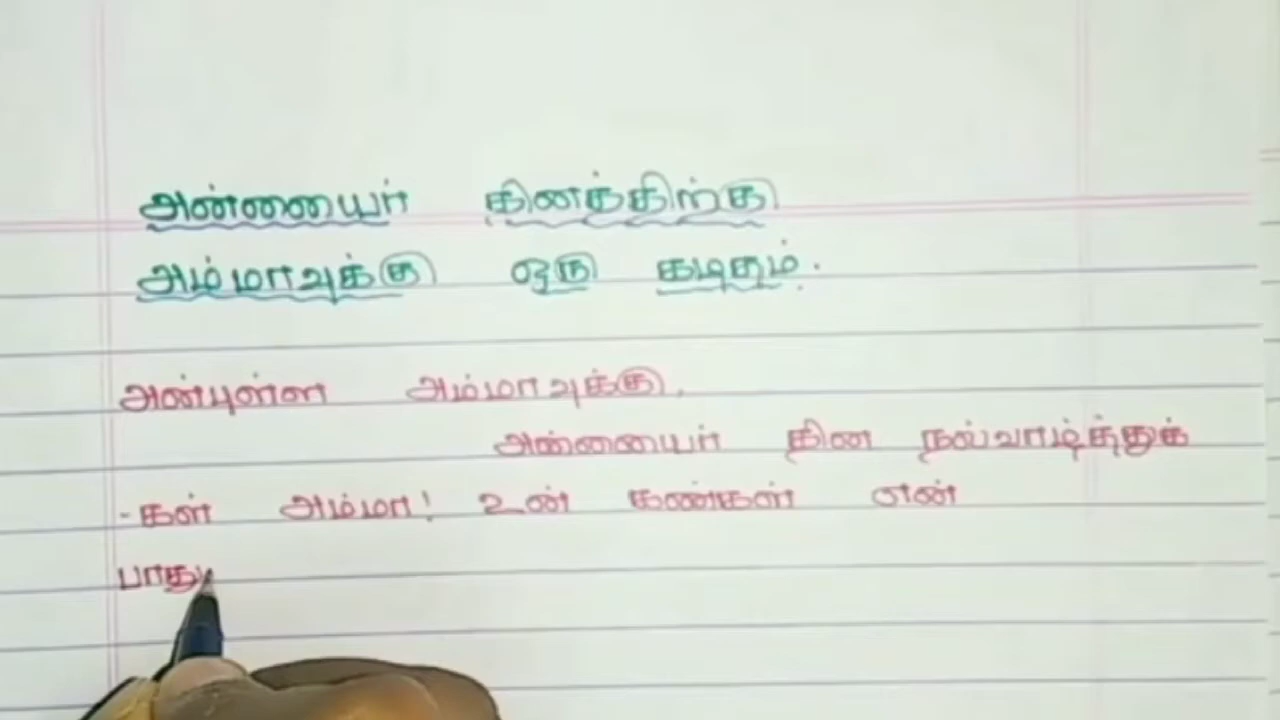 அன்னையர் தினத்திற்கு
அம்மாவுக்கு ஒரு கடிதம்.
அன்புள்ள அம்மாவுக்கு,
அன்னையர் தின நல்வாழ்த்துக்
-கள் அம்மா! உன் கண்கள் என்
பாது